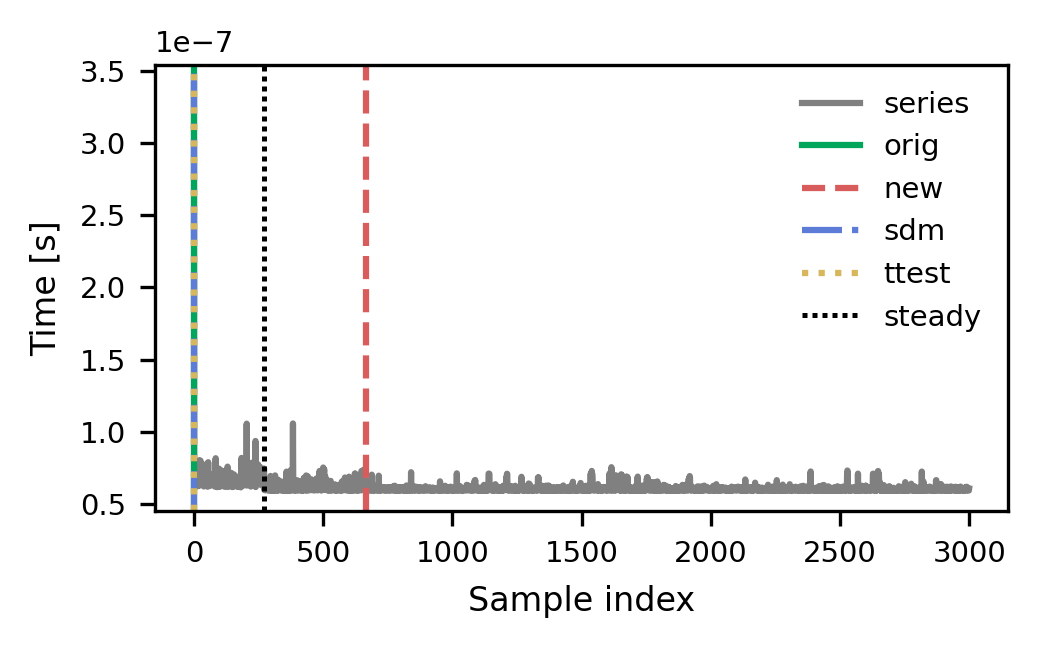 1e−7
3.5
3.0
2.5
2.0
1.5
1.0
0.5
Time [s]
series
orig
new
sdm
ttest
steady
0 500 1000 1500 2000 2500 3000
Sample index